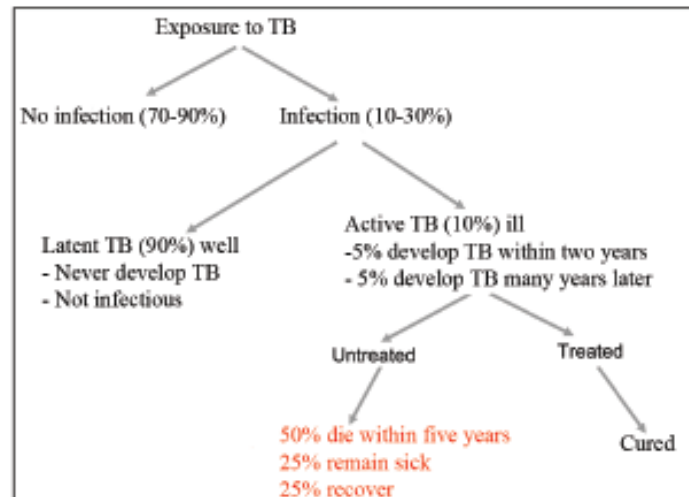 Exposure to TB
No infection (70-90%)
Infection (10-30%)
Latent TB (90%) well
- Never develop TB
- Not infectious
Active TB (10%) ill
-5% develop TB within two years
- 5% develop TB many years later
Untreated
Treated
50% die within five years
25% remain sick
25% recover
Cured